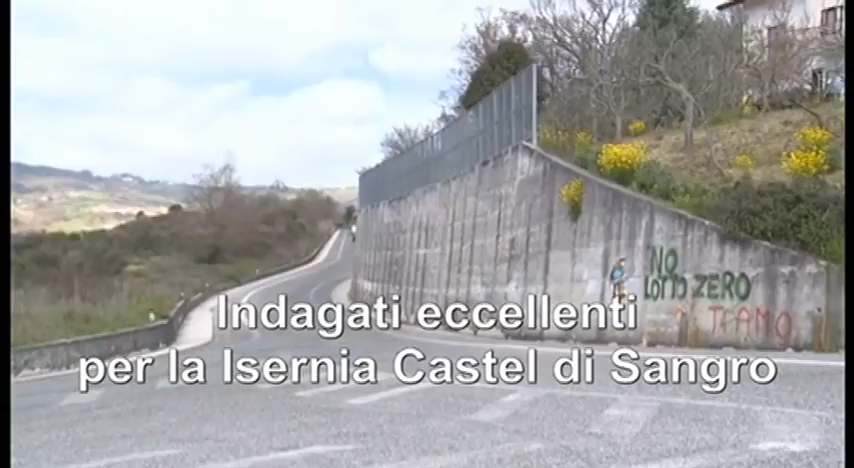 NO
LOTTO ZERO
TI AMO
Indagati eccellenti
per la Isernia Castel di Sangro